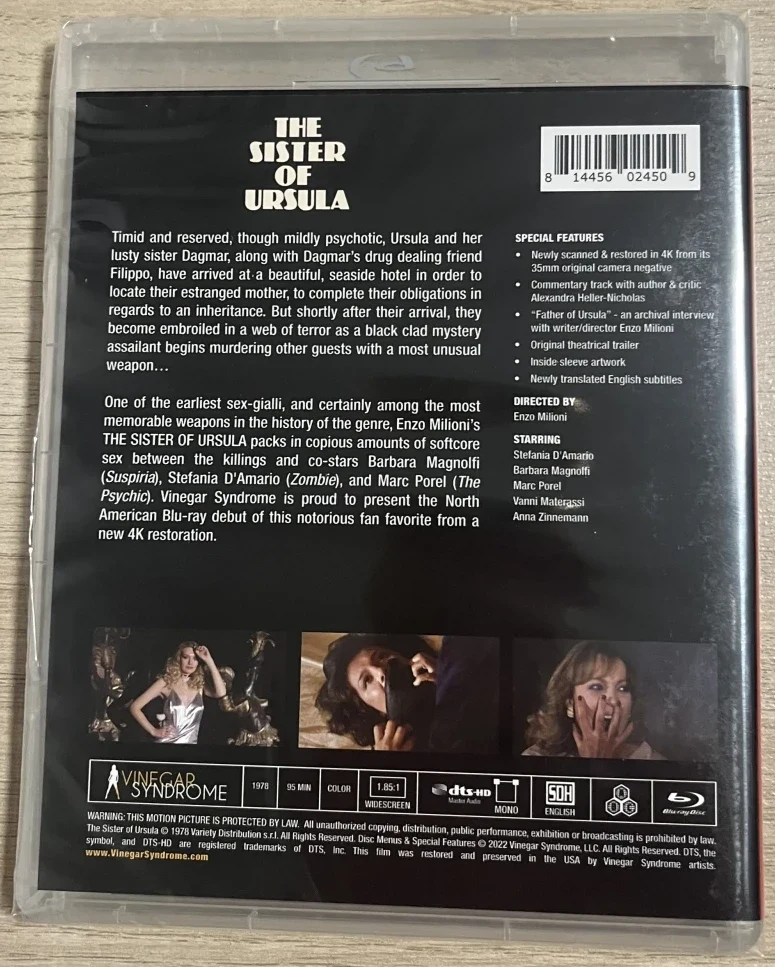 THE
SISTER
OF
URSULA
8 14456 02450 9
Timid and reserved, though mildly psychotic, Ursula and her
lusty sister Dagmar, along with Dagmar's drug dealing friend
Filippo, have arrived at a beautiful, seaside hotel in order to
locate their estranged mother, to complete their obligations in
regards to an inheritance. But shortly after their arrival, they
become embroiled in a web of terror as a black clad mystery
assailant begins murdering other guests with a most unusual
weapon...
One of the earliest sex-gialli, and certainly among the most
memorable weapons in the history of the genre, Enzo Milioni's
THE SISTER OF URSULA packs in copious amounts of softcore
sex between the killings and co-stars Barbara Magnolfi
(Suspiria), Stefania D'Amario (Zombie), and Marc Porel (The
Psychic). Vinegar Syndrome is proud to present the North
American Blu-ray debut of this notorious fan favorite from a
new 4K restoration.
SPECIAL FEATURES
• Newly scanned & restored in 4K from its
35mm original camera negative
• Commentary track with author & critic
Alexandra Heller-Nicholas
• "Father of Ursula" - an archival interview
with writer/director Enzo Milioni
• Original theatrical trailer
• Inside sleeve artwork
• Newly translated English subtitles
DIRECTED BY
Enzo Milioni
STARRING
Stefania D'Amario
Barbara Magnolfi
Marc Porel
Vanni Materassi
Anna Zinnemann
VINEGAR
SYNDROME
1978
95 MIN
COLOR
1.85:1
WIDESCREEN
dts-HD
Master Audio
MONO
SDH
ENGLISH
Blu-ray Disc
WARNING: THIS MOTION PICTURE IS PROTECTED BY LAW. All unauthorized copying, distribution, public performance, exhibition or broadcasting is prohibited by law.
The Sister of Ursula © 1978 Variety Distribution s.r.l. All Rights Reserved. Disc Menus & Special Features © 2022 Vinegar Syndrome, LLC. All Rights Reserved. DTS, the
symbol, and DTS-HD are registered trademarks of DTS, Inc. This film was restored and preserved in the USA by Vinegar Syndrome artists.
www.VinegarSyndrome.com